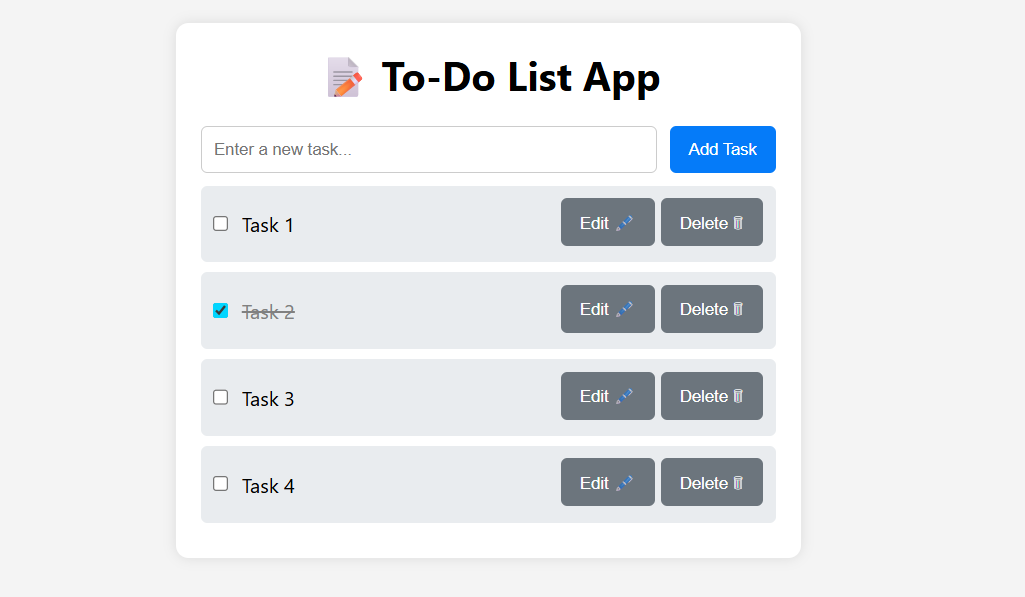 📝 To-Do List App
Enter a new task... Add Task
Task 1 Edit 🖊️ Delete 🗑️
Task 2 Edit 🖊️ Delete 🗑️
Task 3 Edit 🖊️ Delete 🗑️
Task 4 Edit 🖊️ Delete 🗑️